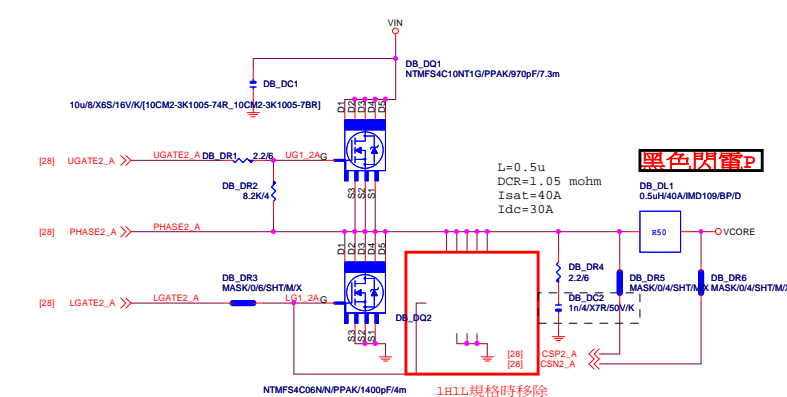 VIN
DB_DQ1
NTMFS4C10NT1G/PPAK/970pF/7.3m
DB_DC1
10u/8/X6S/16V/K/[10CM2-3K1005-74R_10CM2-3K1005-7BR]
D1 D2 D3 D4 D5
[28] UGATE2_A UGATE2_A DB_DR1 2.2/6 UG1_2A G
DB_DR2
8.2K/4
S3 S2 S1
L=0.5u
DCR=1.05 mohm
Isat=40A
Idc=30A
黑色閃電P
DB_DL1
0.5uH/40A/IMD109/BP/D
R50
VCORE
[28] PHASE2_A PHASE2_A
D1 D2 D3 D4 D5
DB_DR3
MASK/0/6/SHT/M/X
[28] LGATE2_A LGATE2_A LG1_2A G
DB_DQ2
S3 S2 S1
DB_DR4
2.2/6
DB_DC2
1n/4/X7R/50V/K
DB_DR5
MASK/0/4/SHT/M/X
DB_DR6
MASK/0/4/SHT/M/X
[28] CSP2_A
[28] CSN2_A
NTMFS4C06N/N/PPAK/1400pF/4m
1H1L規格時移除